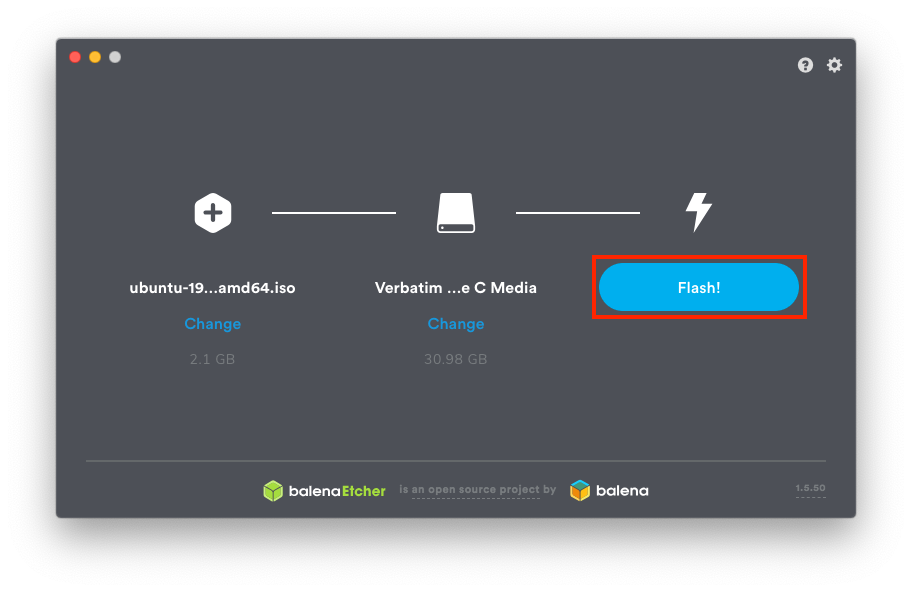 ubuntu-19...amd64.iso
Verbatim ...e C Media
Flash!
Change
Change
2.1 GB
30.98 GB
balenaEtcher is an open source project by balena
1.5.50